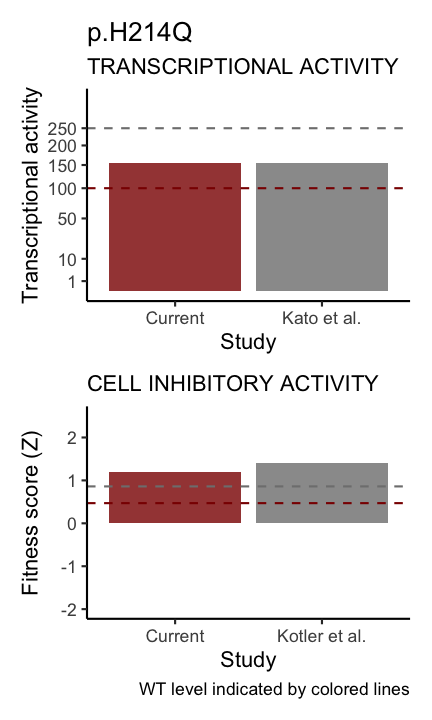 p.H214Q
TRANSCRIPTIONAL ACTIVITY
Transcriptional activity
250
200
150
100
50
10
1
Current
Kato et al.
Study
CELL INHIBITORY ACTIVITY
Fitness score (Z)
2
1
0
-1
-2
Current
Kotler et al.
Study
WT level indicated by colored lines